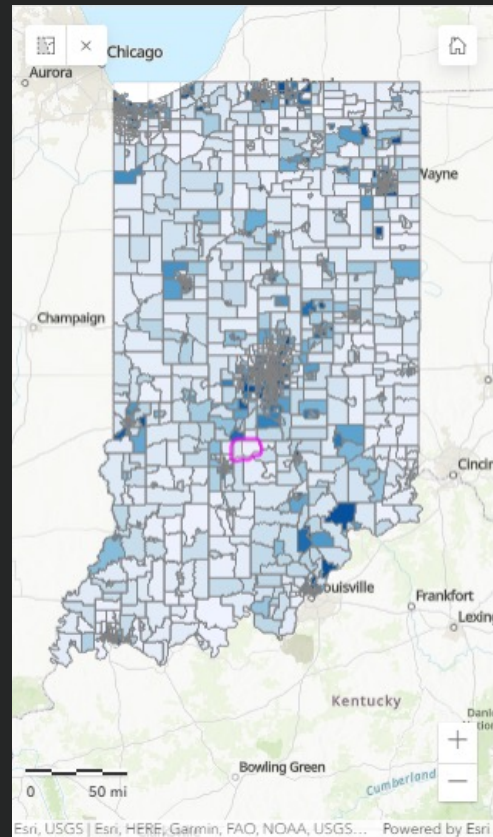 Chicago
Aurora
Wayne
Champaign
Cincin
Louisville
Frankfort
Lexing
Kentucky
Bowling Green
Cumberland
0 50 mi
+
−
Esri, USGS | Esri, HERE, Garmin, FAO, NOAA, USGS... Powered by Esri